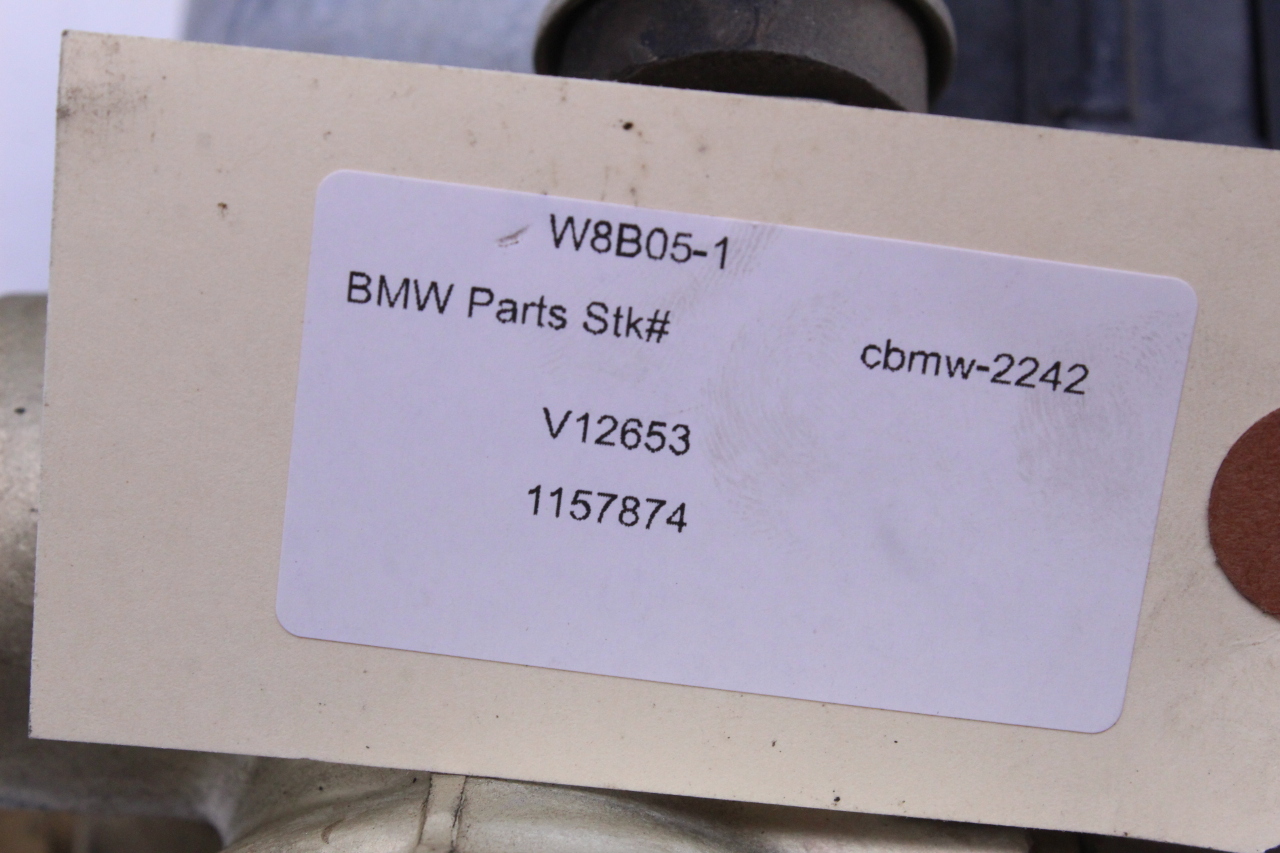 W8B05-1
BMW Parts Stk# cbmw-2242
V12653
1157874